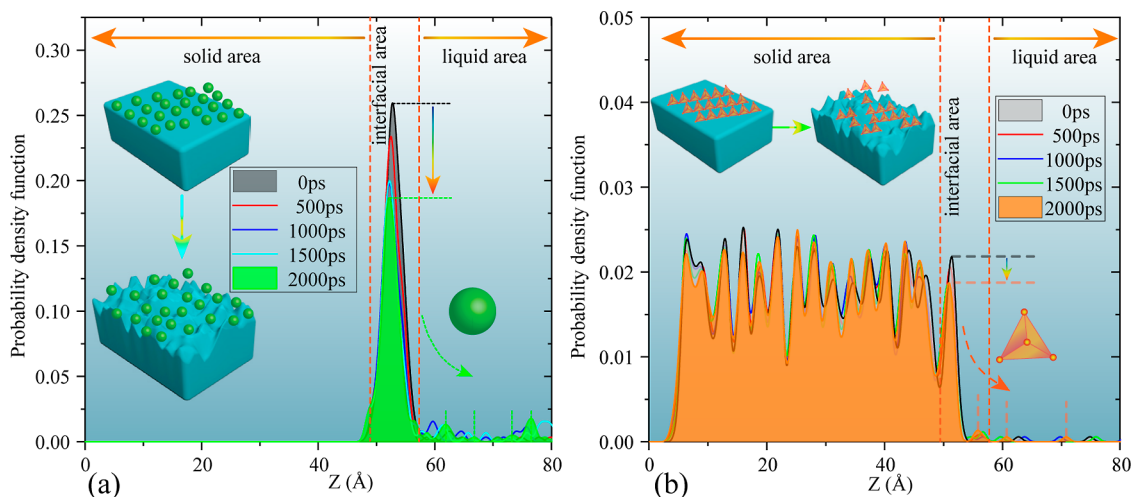 solid area
interfacial area
liquid area
0.30
0.25
0.20
0.15
0.10
0.05
0.00
Probability density function
0ps
500ps
1000ps
1500ps
2000ps
0
20
40
60
80
Z (Å)
(a)
solid area
interfacial area
liquid area
0.05
0.04
0.03
0.02
0.01
0.00
Probability density function
0ps
500ps
1000ps
1500ps
2000ps
0
20
40
60
80
Z (Å)
(b)